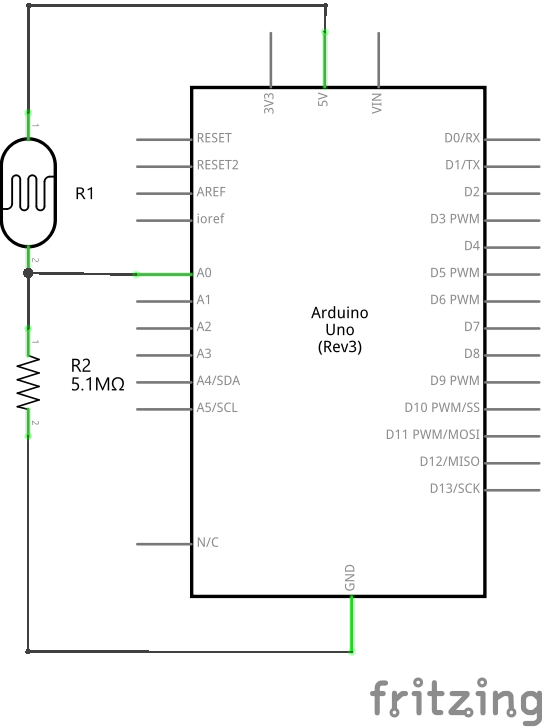 3V3
5V
VIN
1
RESET
D0/RX
RESET2
D1/TX
R1
AREF
D2
ioref
D3 PWM
D4
2
A0
D5 PWM
A1
D6 PWM
Arduino
Uno
(Rev3)
A2
D7
1
A3
D8
R2
5.1MΩ
A4/SDA
D9 PWM
A5/SCL
D10 PWM/SS
2
D11 PWM/MOSI
D12/MISO
D13/SCK
N/C
GND
fritzing